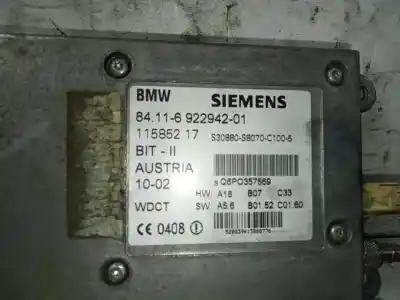 BMW SIEMENS
84.11-6 922942-01
115852 17 S30880-S8070-C100-5
BIT - II
AUSTRIA
10-02 S Q6PO357569
HW A18 B07 C33
WDCT SW A5.6 B01.52 C01.60
CE 0408